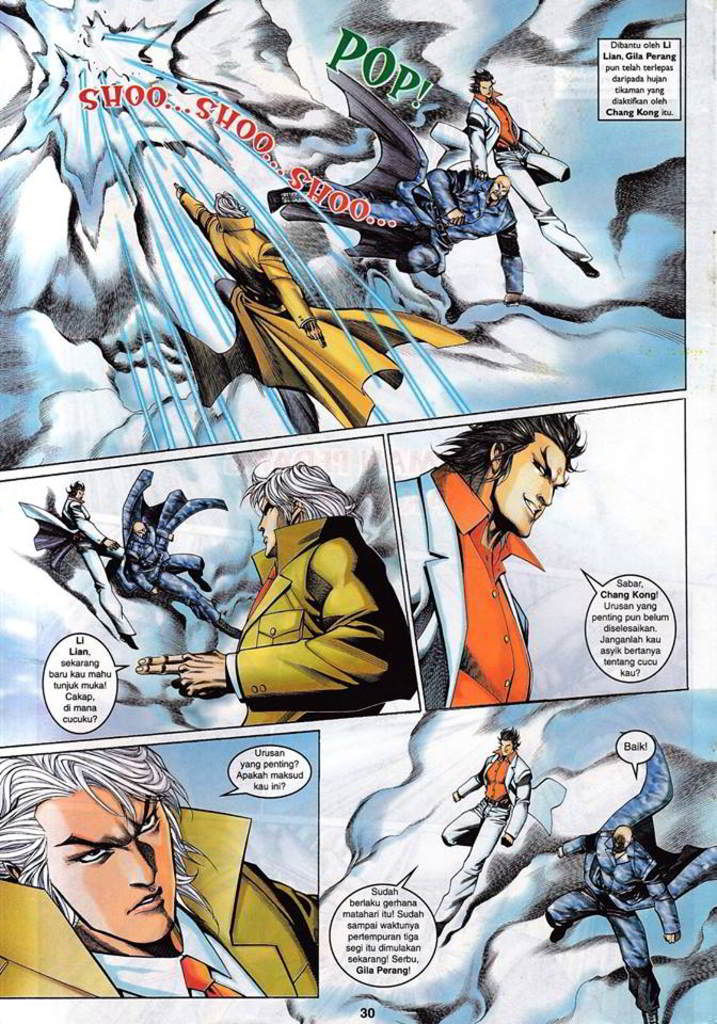 POP!
SHOO...SHOO...SHOOO...
Dibantu oleh Li
Lian, Gila Perang
pun telah terlepas
daripada hujan
tikaman yang
diaktifkan oleh
Chang Kong itu.
Li
Lian,
sekarang
baru kau mahu
tunjuk muka!
Cakap,
di mana
cucuku?
Sabar,
Chang Kong!
Urusan yang
penting pun belum
diselesaikan.
Janganlah kau
asyik bertanya
tentang cucu
kau?
Urusan
yang penting?
Apakah maksud
kau ini?
Baik!
Sudah
berlaku gerhana
matahari itu! Sudah
sampai waktunya
pertempuran tiga
segi itu dimulakan
sekarang! Serbu,
Gila Perang!
30